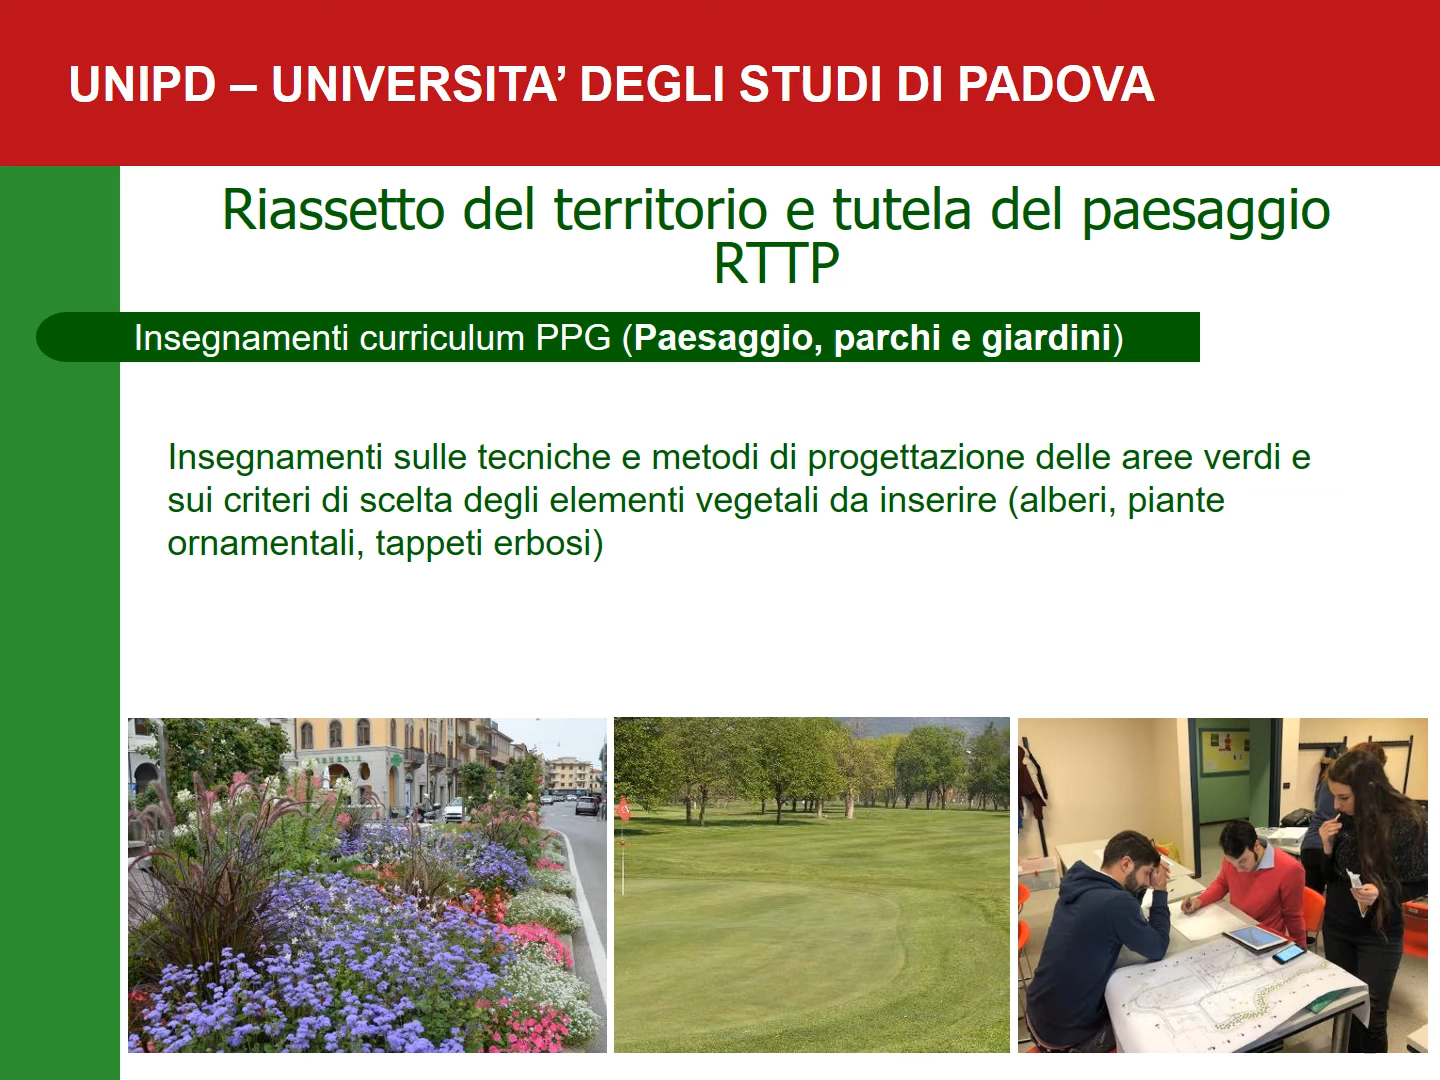 UNIPD – UNIVERSITA’ DEGLI STUDI DI PADOVA
Riassetto del territorio e tutela del paesaggio
RTTP
Insegnamenti curriculum PPG (Paesaggio, parchi e giardini)
Insegnamenti sulle tecniche e metodi di progettazione delle aree verdi e
sui criteri di scelta degli elementi vegetali da inserire (alberi, piante
ornamentali, tappeti erbosi)